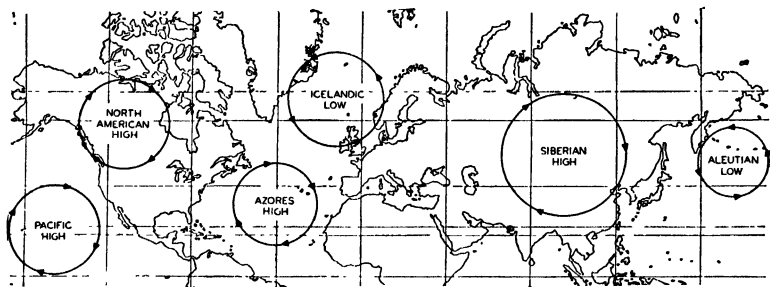 NORTH
AMERICAN
HIGH
ICELANDIC
LOW
SIBERIAN
HIGH
ALEUTIAN
LOW
AZORES
HIGH
PACIFIC
HIGH